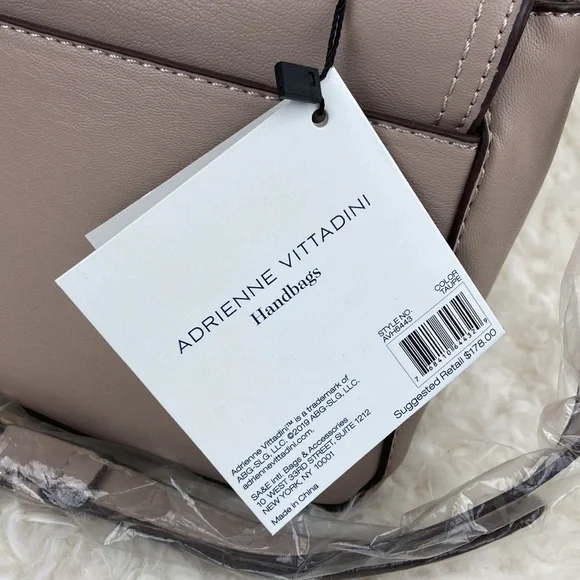 ADRIENNE VITTADINI
Handbags
Adrienne Vittadini™ is a trademark of
ABG-SLG, LLC. ©2019 ABG-SLG, LLC.
adriennevittadini.com.
SA&E intl. Bags & Accessories
10 WEST 33RD STREET, SUITE 1212
NEW YORK, NY 10001
Made in China
STYLE NO.
AVH6443
COLOR
TAUPE
Suggested Retail $178.00